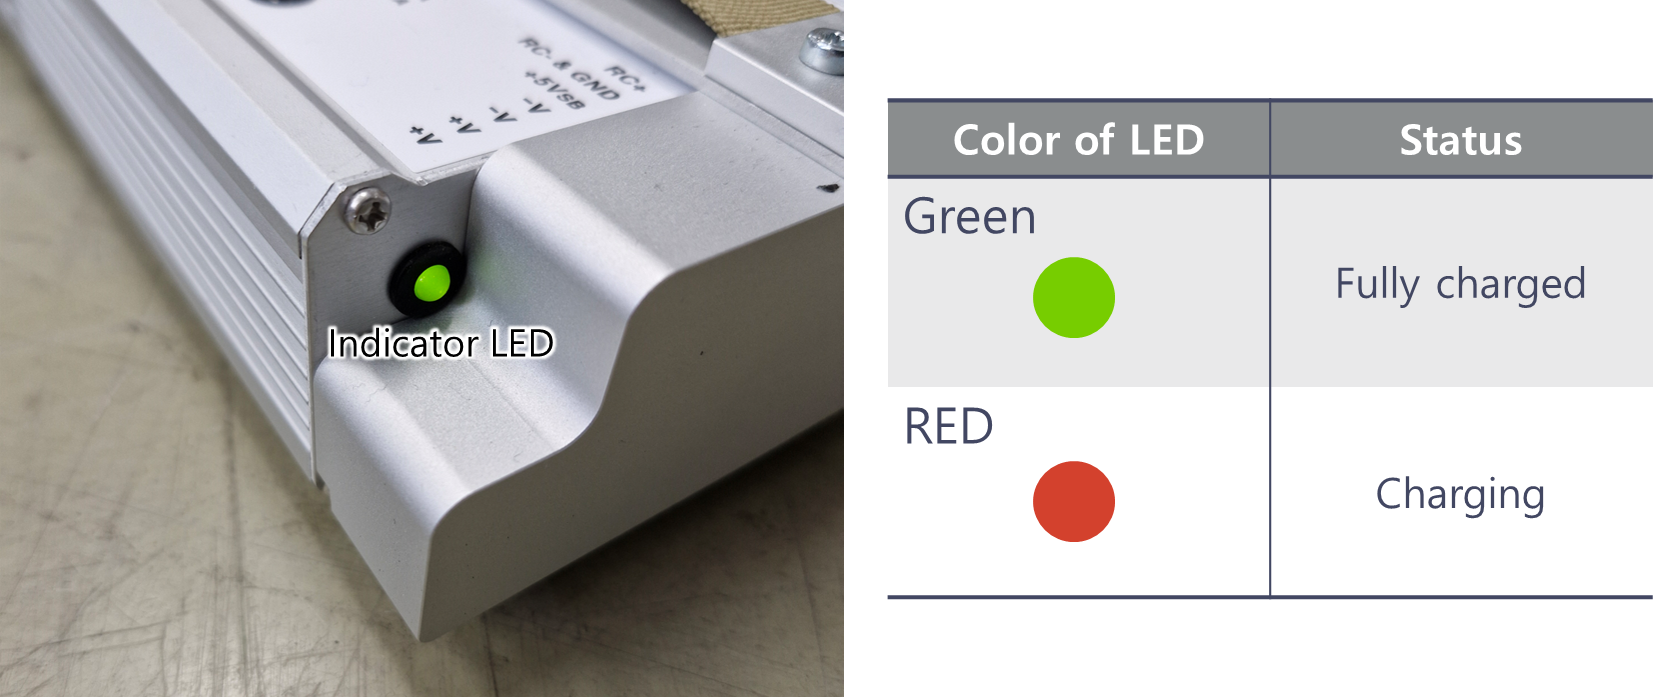 RC+
RC- & GND
+5VSB
-V
-V
+V
+V
Indicator LED
Color of LED
Status
Green
Fully charged
RED
Charging